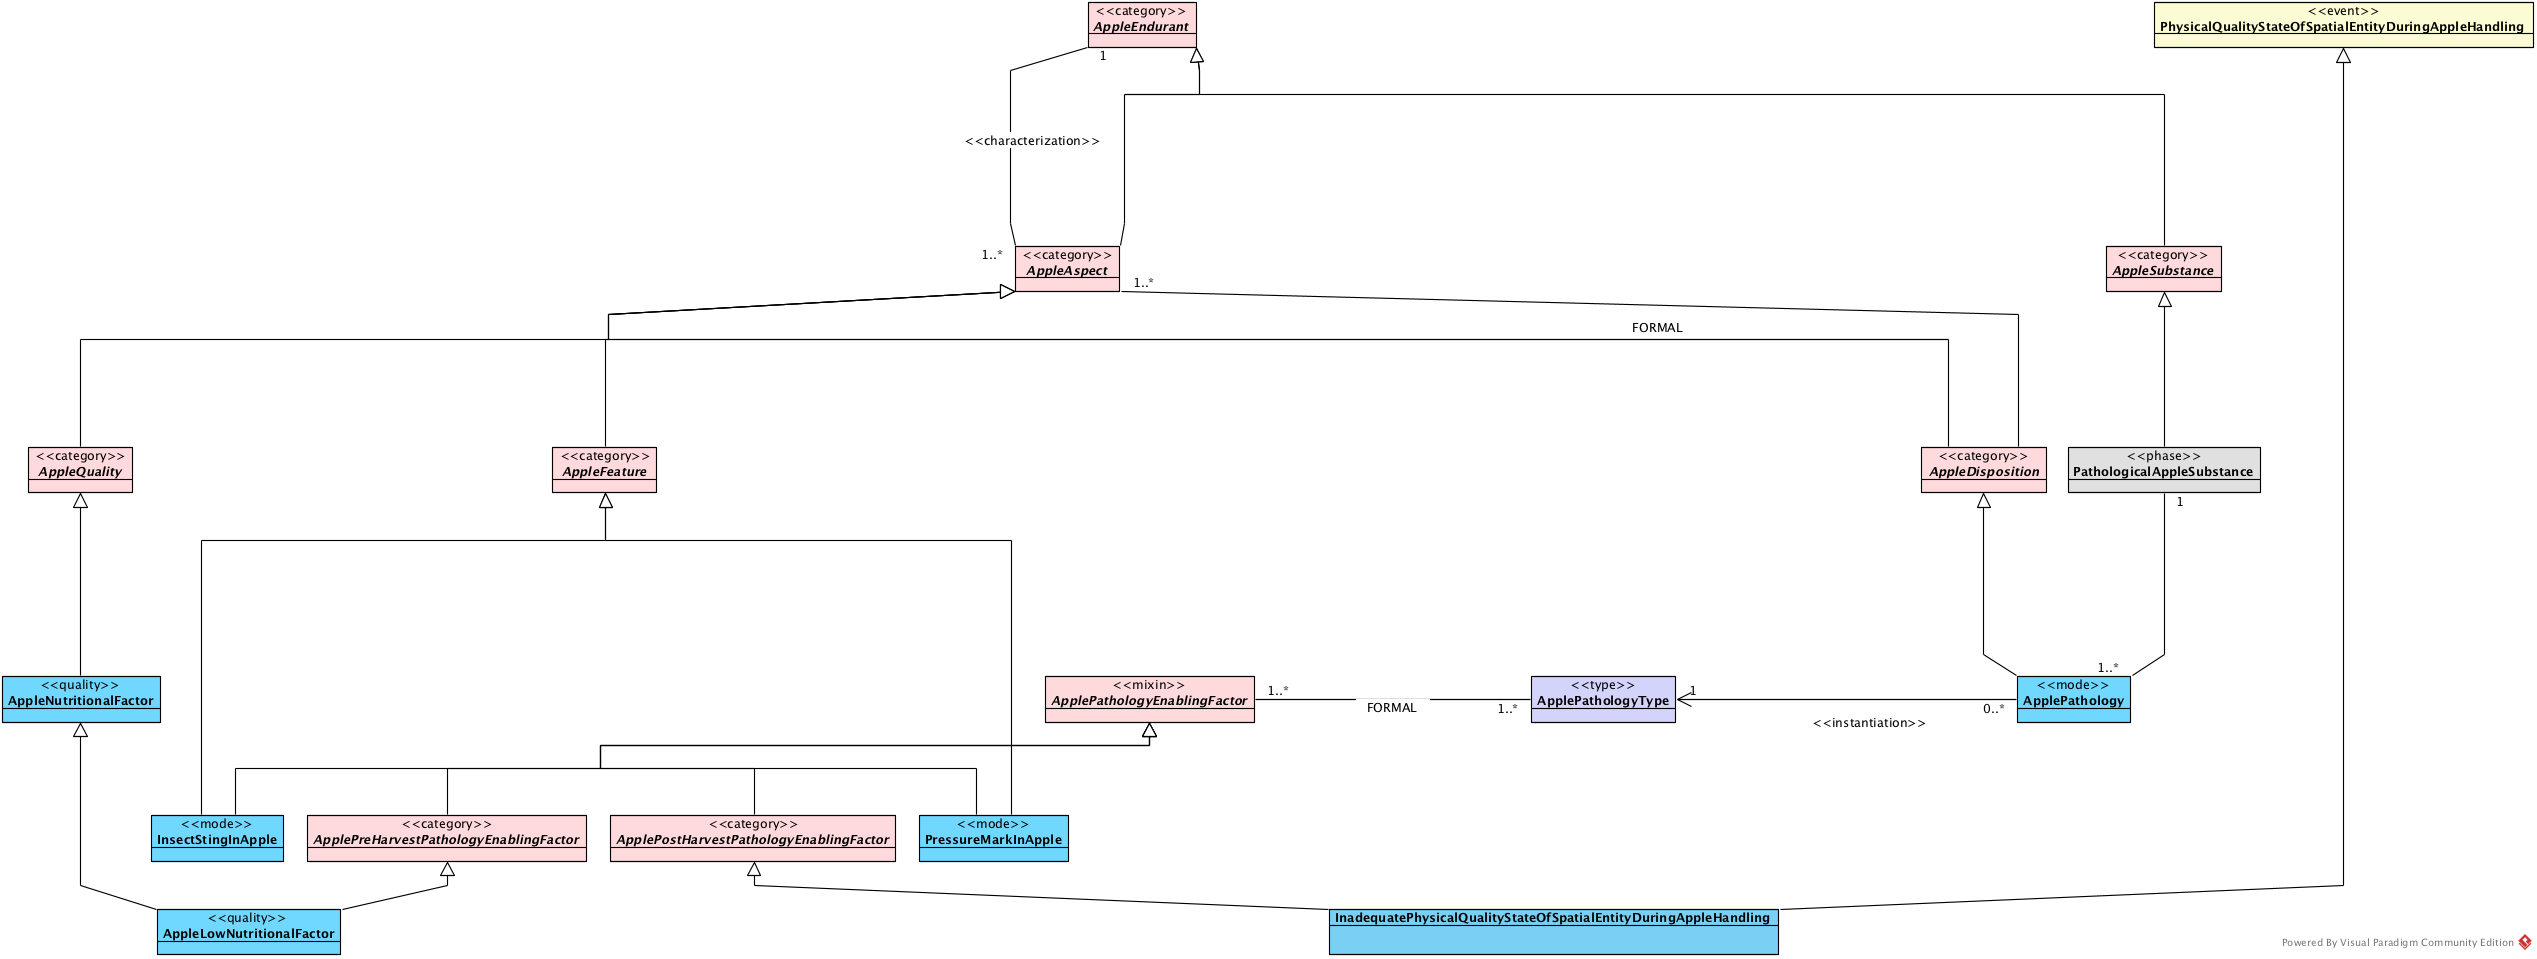 <<category>>
AppleEndurant
<<event>>
PhysicalQualityStateOfSpatialEntityDuringAppleHandling
1
<<characterization>>
1..*
<<category>>
AppleAspect
1..*
<<category>>
AppleSubstance
FORMAL
<<category>>
AppleQuality
<<category>>
AppleFeature
<<category>>
AppleDisposition
<<phase>>
PathologicalAppleSubstance
1
1..*
<<quality>>
AppleNutritionalFactor
<<mixin>>
ApplePathologyEnablingFactor
1..*
FORMAL
1..*
<<type>>
ApplePathologyType
1
<<instantiation>>
0..*
<<mode>>
ApplePathology
<<mode>>
InsectStingInApple
<<category>>
ApplePreHarvestPathologyEnablingFactor
<<category>>
ApplePostHarvestPathologyEnablingFactor
<<mode>>
PressureMarkInApple
<<quality>>
AppleLowNutritionalFactor
InadequatePhysicalQualityStateOfSpatialEntityDuringAppleHandling
Powered By Visual Paradigm Community Edition